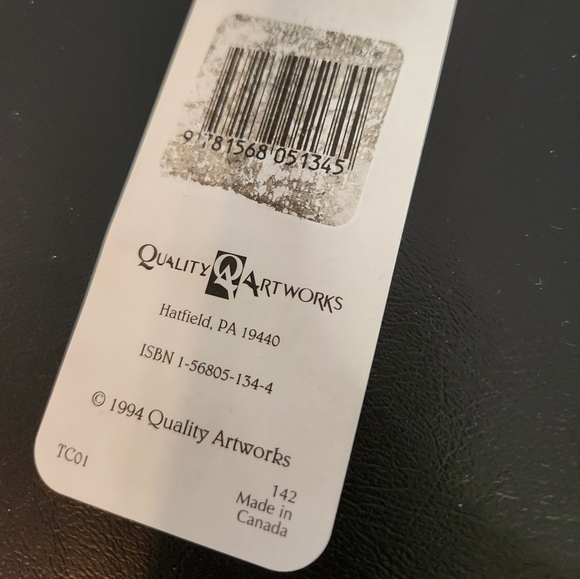 9 781568 051345
QUALITY ARTWORKS
Hatfield, PA 19440
ISBN 1-56805-134-4
© 1994 Quality Artworks
TC01
142
Made in
Canada